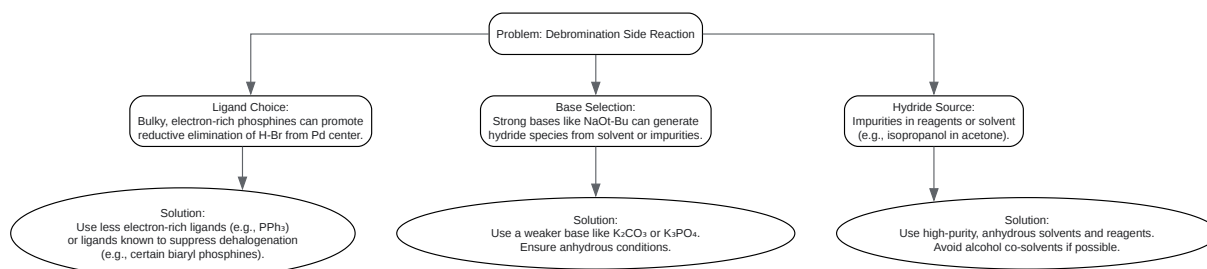 Problem: Debromination Side Reaction
Ligand Choice:
Bulky, electron-rich phosphines can promote
reductive elimination of H-Br from Pd center.
Base Selection:
Strong bases like NaOt-Bu can generate
hydride species from solvent or impurities.
Hydride Source:
Impurities in reagents or solvent
(e.g., isopropanol in acetone).
Solution:
Use less electron-rich ligands (e.g., PPh₃)
or ligands known to suppress dehalogenation
(e.g., certain biaryl phosphines).
Solution:
Use a weaker base like K₂CO₃ or K₃PO₄.
Ensure anhydrous conditions.
Solution:
Use high-purity, anhydrous solvents and reagents.
Avoid alcohol co-solvents if possible.